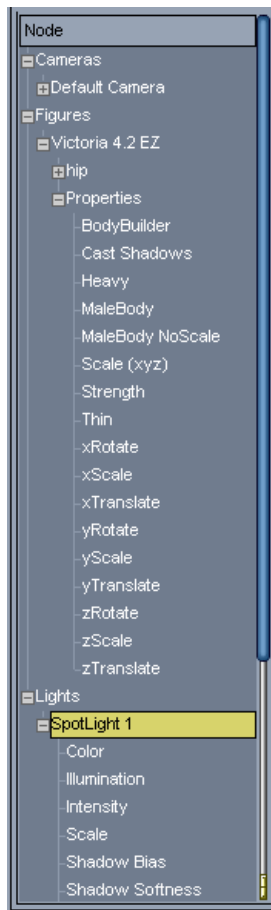 Node
Cameras
Default Camera
Figures
Victoria 4.2 EZ
hip
Properties
BodyBuilder
Cast Shadows
Heavy
MaleBody
MaleBody NoScale
Scale (xyz)
Strength
Thin
xRotate
xScale
xTranslate
yRotate
yScale
yTranslate
zRotate
zScale
zTranslate
Lights
SpotLight 1
Color
Illumination
Intensity
Scale
Shadow Bias
Shadow Softness